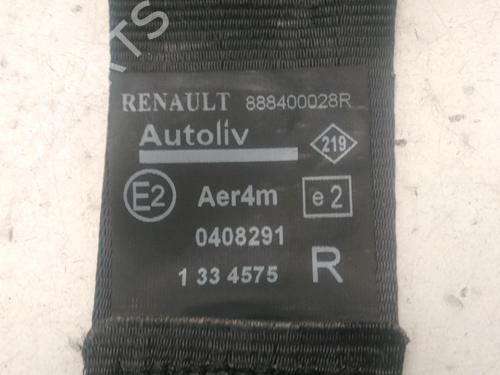 RENAULT 888400028R
Autoliv 219
E2 Aer4m e2
0408291
1 33 4575 R